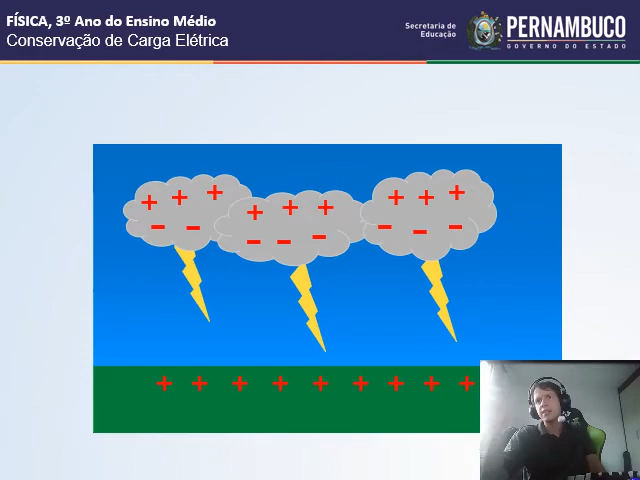 FÍSICA, 3º Ano do Ensino Médio
Conservação de Carga Elétrica
Secretaria de
Educação
PERNAMBUCO
GOVERNO DO ESTADO
+ + + + + + + + +
- - - - - - - -
+ + + + + + + + +